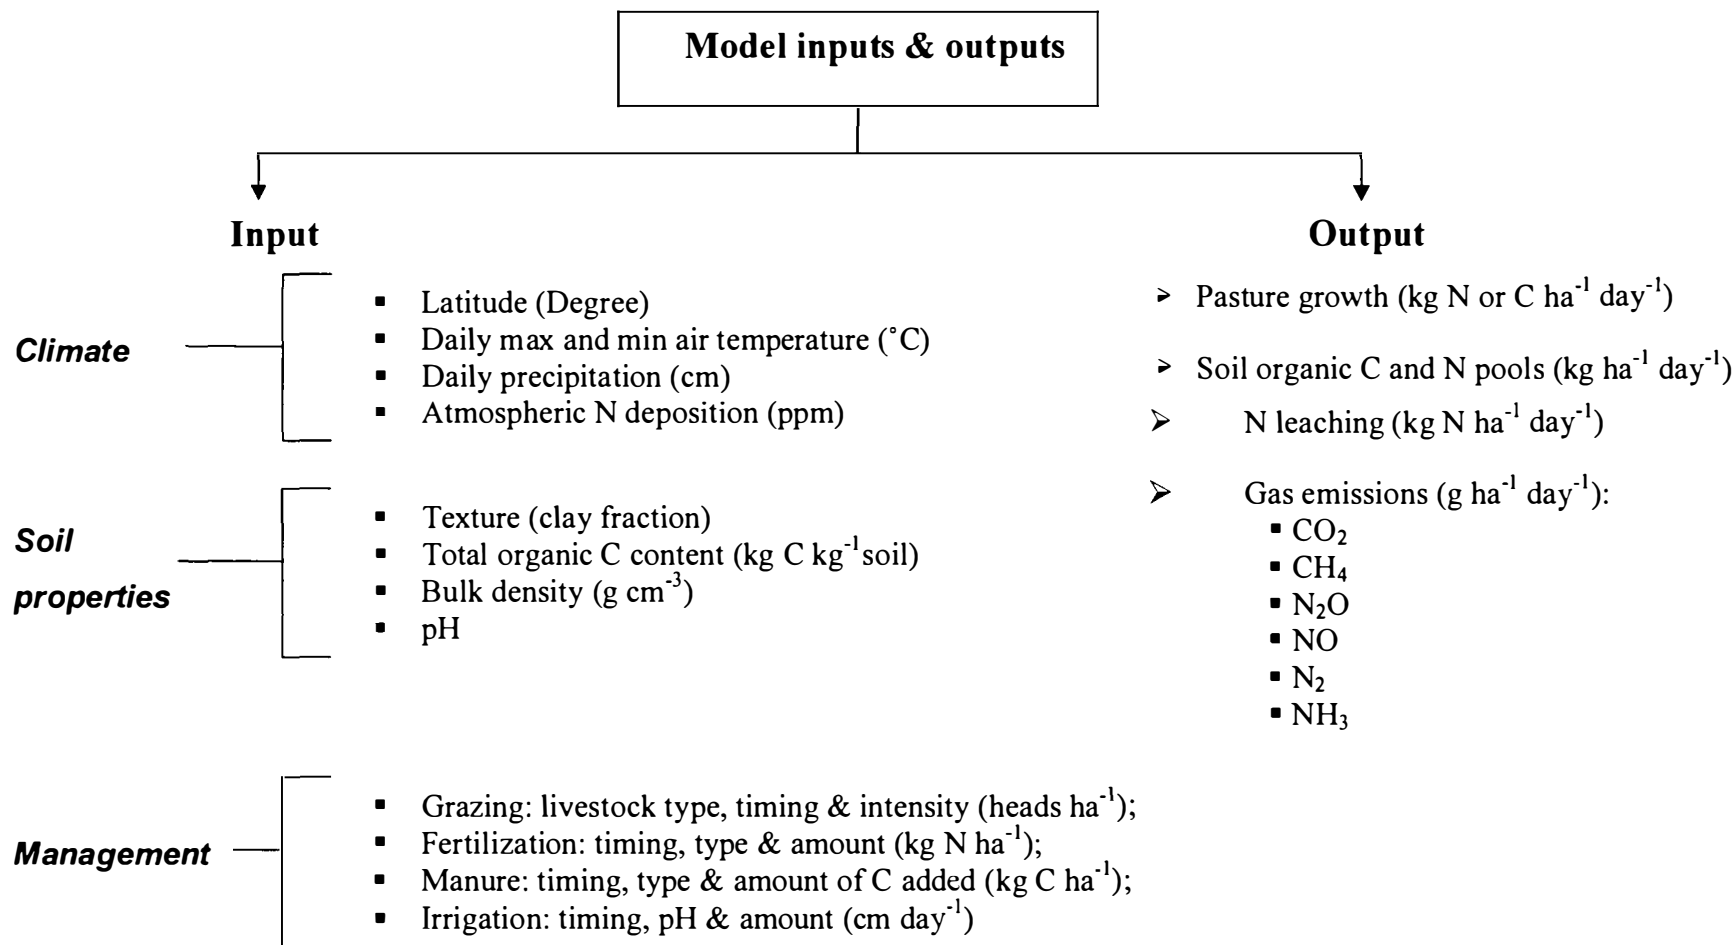 Model inputs & outputs
Input
Climate
▪ Latitude (Degree)
▪ Daily max and min air temperature (°C)
▪ Daily precipitation (cm)
▪ Atmospheric N deposition (ppm)
Soil
properties
▪ Texture (clay fraction)
▪ Total organic C content (kg C kg⁻¹soil)
▪ Bulk density (g cm⁻³)
▪ pH
Management
▪ Grazing: livestock type, timing & intensity (heads ha⁻¹);
▪ Fertilization: timing, type & amount (kg N ha⁻¹);
▪ Manure: timing, type & amount of C added (kg C ha⁻¹);
▪ Irrigation: timing, pH & amount (cm day⁻¹)
Output
➢ Pasture growth (kg N or C ha⁻¹ day⁻¹)
➢ Soil organic C and N pools (kg ha⁻¹ day⁻¹)
➢ N leaching (kg N ha⁻¹ day⁻¹)
➢ Gas emissions (g ha⁻¹ day⁻¹):
▪ CO₂
▪ CH₄
▪ N₂O
▪ NO
▪ N₂
▪ NH₃